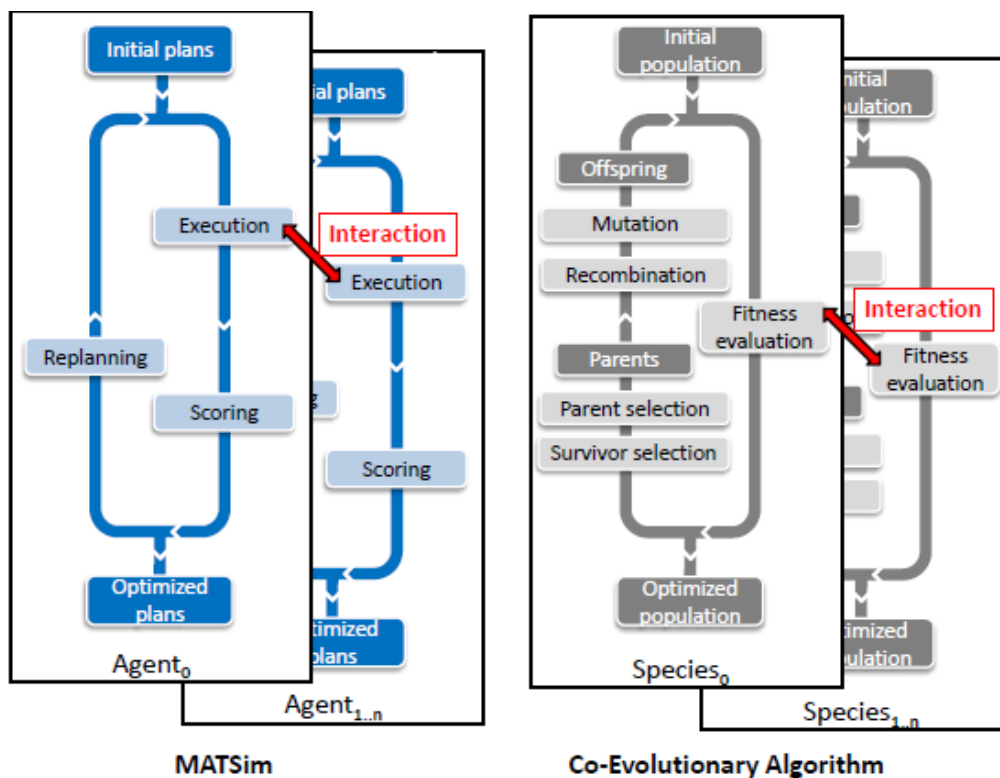 Initial plans
Execution
Replanning
Scoring
Optimized
plans
Agent0
ial plans
Interaction
Execution
g
Scoring
timized
plans
Agent1..n
MATSim
Initial
population
Offspring
Mutation
Recombination
Fitness
evaluation
Parents
Parent selection
Survivor selection
Optimized
population
Species0
nitial
pulation
Interaction
Fitness
evaluation
timized
pulation
Species1..n
Co-Evolutionary Algorithm